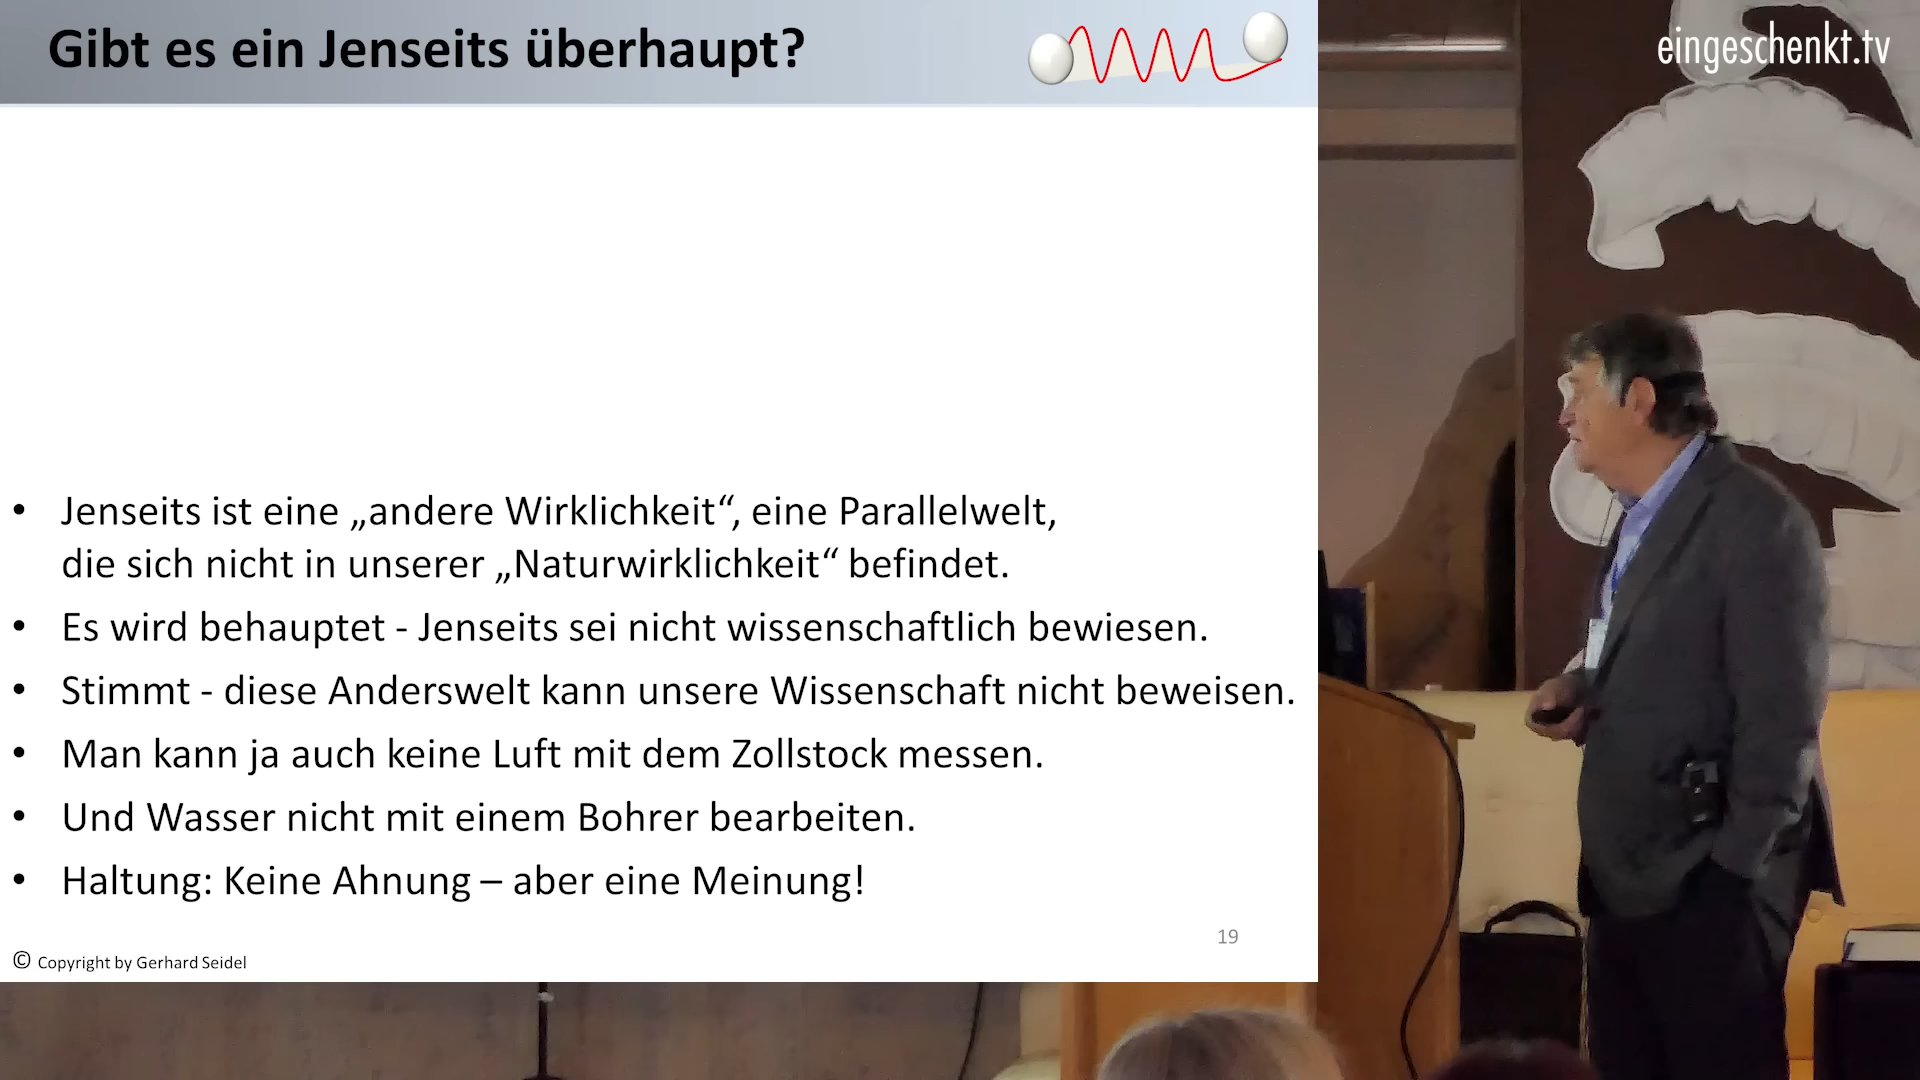 Gibt es ein Jenseits überhaupt?
eingeschenkt.tv
• Jenseits ist eine „andere Wirklichkeit“, eine Parallelwelt,
die sich nicht in unserer „Naturwirklichkeit“ befindet.
• Es wird behauptet - Jenseits sei nicht wissenschaftlich bewiesen.
• Stimmt - diese Anderswelt kann unsere Wissenschaft nicht beweisen.
• Man kann ja auch keine Luft mit dem Zollstock messen.
• Und Wasser nicht mit einem Bohrer bearbeiten.
• Haltung: Keine Ahnung – aber eine Meinung!
19
© Copyright by Gerhard Seidel